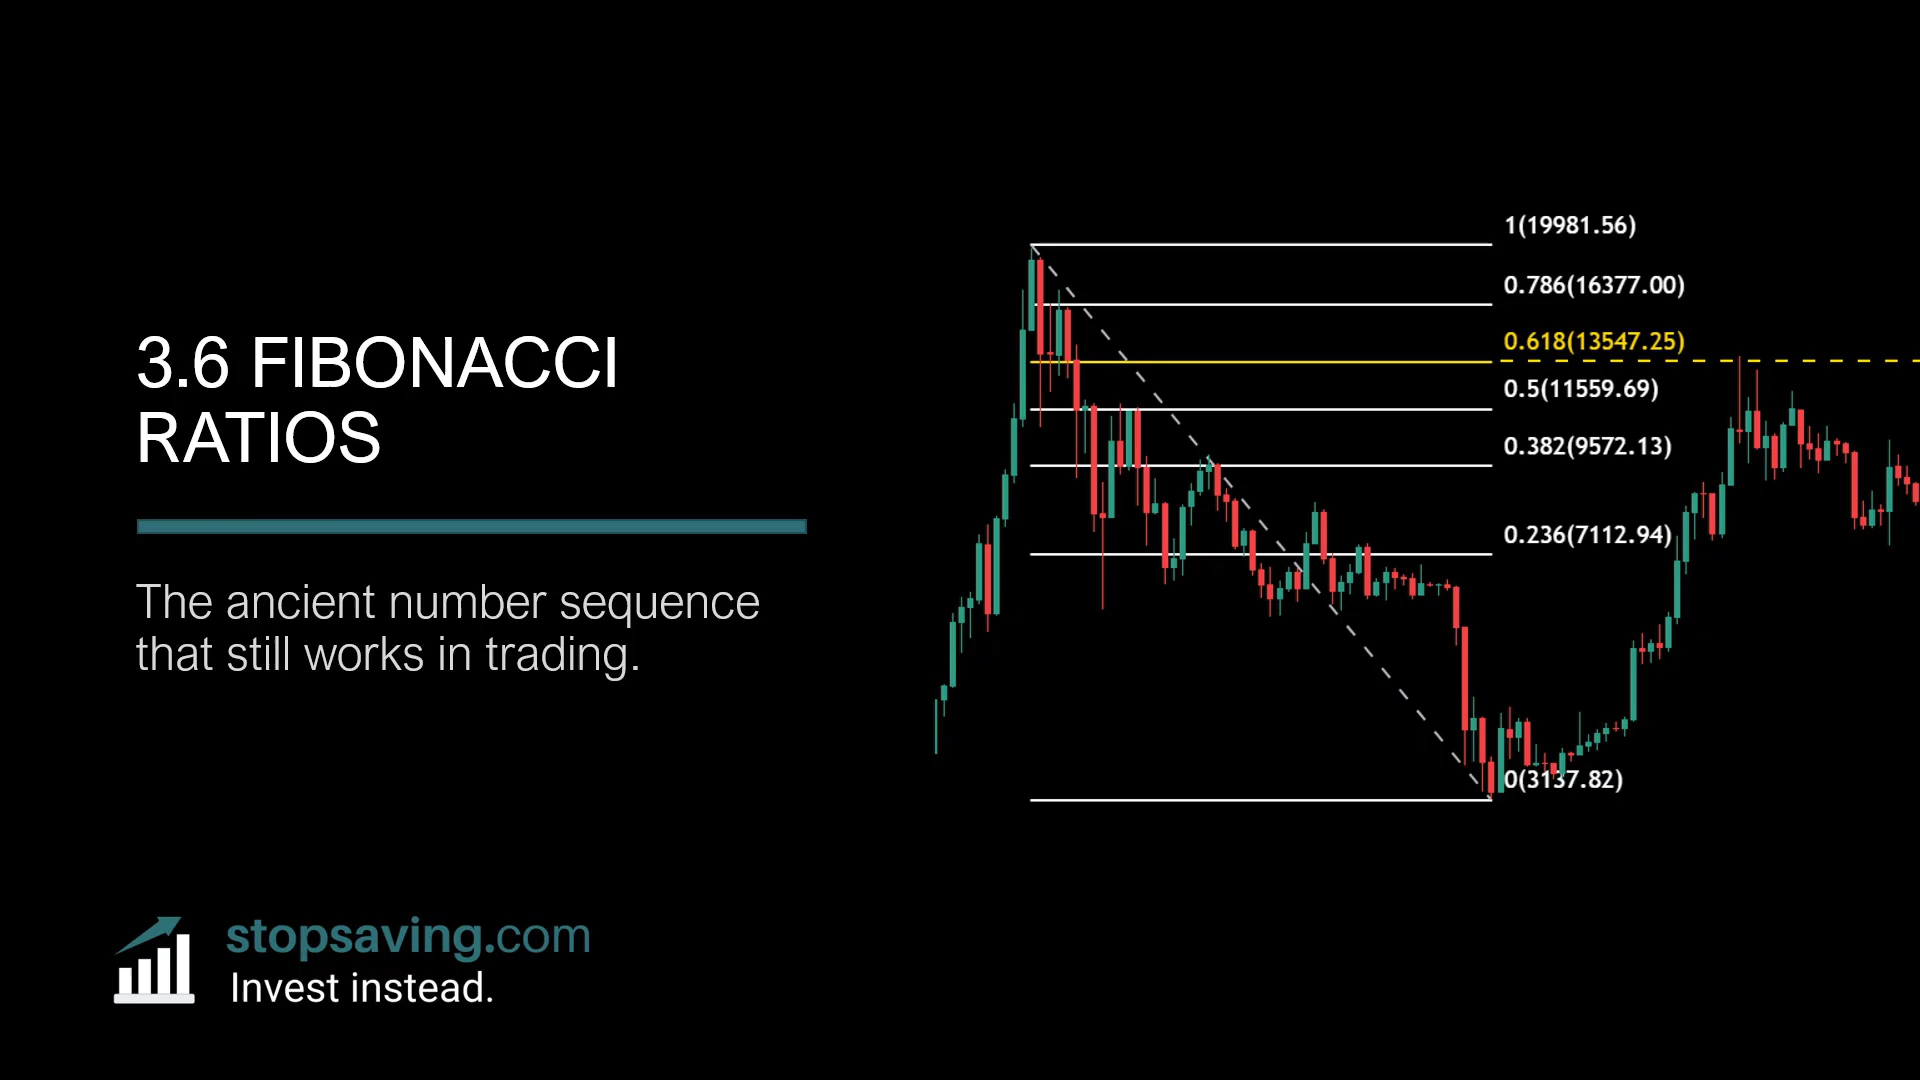 3.6 FIBONACCI
RATIOS
The ancient number sequence
that still works in trading.
stopsaving.com
Invest instead.
1(19981.56)
0.786(16377.00)
0.618(13547.25)
0.5(11559.69)
0.382(9572.13)
0.236(7112.94)
0(3137.82)